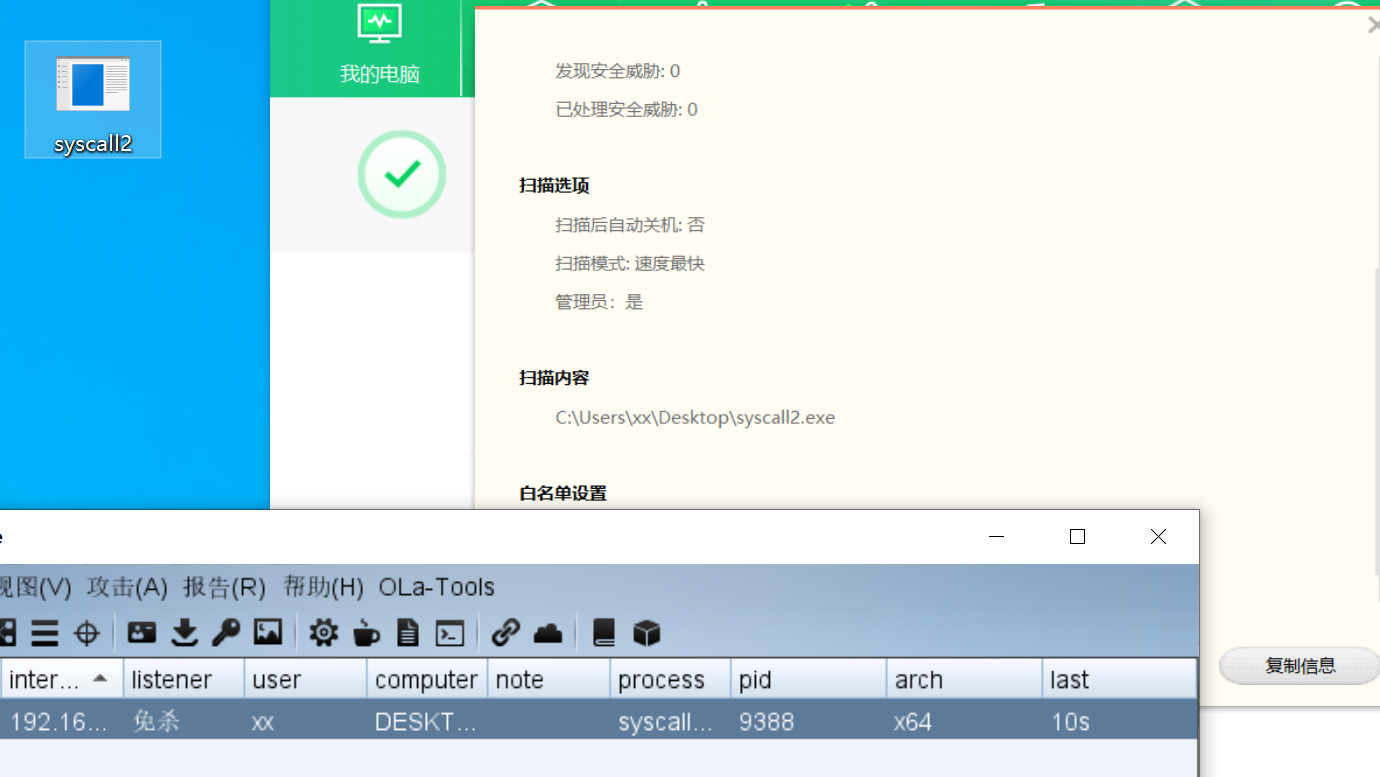 我的电脑
syscall2
发现安全威胁: 0
已处理安全威胁: 0
扫描选项
扫描后自动关机: 否
扫描模式: 速度最快
管理员：是
扫描内容
C:\Users\xx\Desktop\syscall2.exe
白名单设置
复制信息
视图(V) 攻击(A) 报告(R) 帮助(H) OLa-Tools
inter... listener user computer note process pid arch last
192.16... 免杀 xx DESKT... syscall... 9388 x64 10s